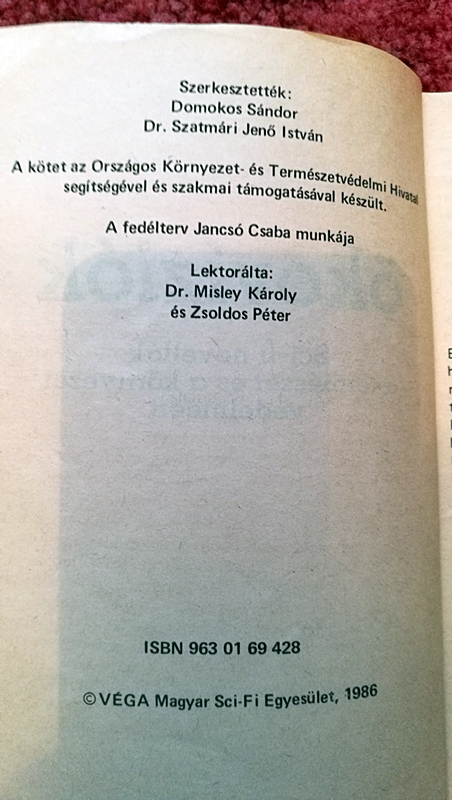 Szerkesztették:
Domokos Sándor
Dr. Szatmári Jenő István
A kötet az Országos Környezet- és Természetvédelmi Hivatal
segítségével és szakmai támogatásával készült.
A fedélterv Jancsó Csaba munkája
Lektorálta:
Dr. Misley Károly
és Zsoldos Péter
ISBN 963 01 69 428
©VÉGA Magyar Sci-Fi Egyesület, 1986